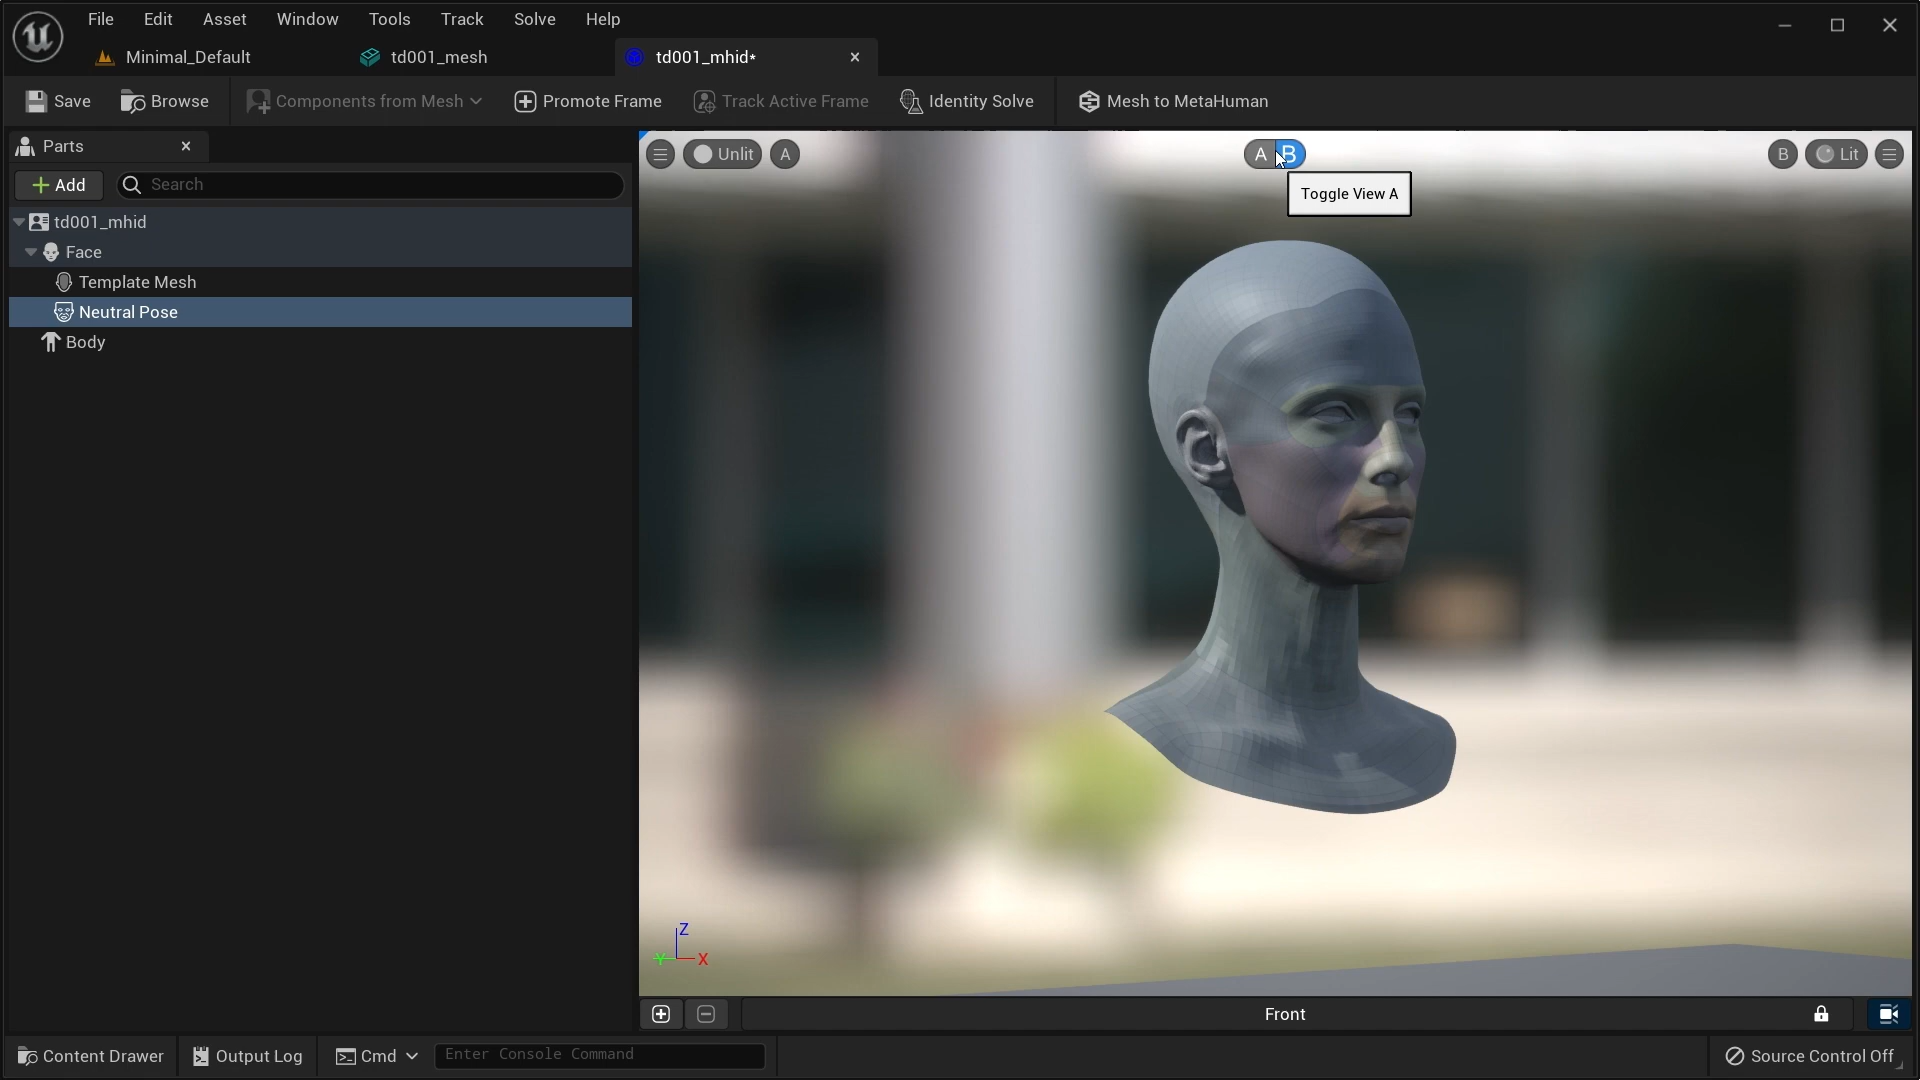 File Edit Asset Window Tools Track Solve Help
Minimal_Default td001_mesh td001_mhid*
Save Browse Components from Mesh Promote Frame Track Active Frame Identity Solve Mesh to MetaHuman
Parts
Add Search
td001_mhid
Face
Template Mesh
Neutral Pose
Body
Unlit A A B B Lit
Toggle View A
Z
Y X
Front
Content Drawer Output Log Cmd Enter Console Command Source Control Off